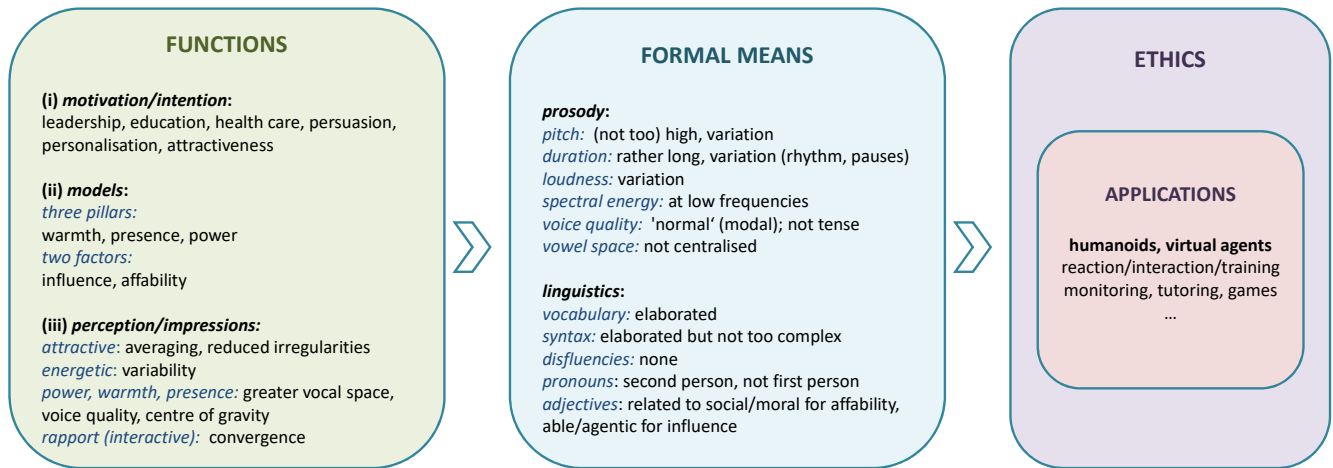 FUNCTIONS
(i) motivation/intention:
leadership, education, health care, persuasion,
personalisation, attractiveness
(ii) models:
three pillars:
warmth, presence, power
two factors:
influence, affability
(iii) perception/impressions:
attractive: averaging, reduced irregularities
energetic: variability
power, warmth, presence: greater vocal space,
voice quality, centre of gravity
rapport (interactive): convergence
FORMAL MEANS
prosody:
pitch: (not too) high, variation
duration: rather long, variation (rhythm, pauses)
loudness: variation
spectral energy: at low frequencies
voice quality: 'normal‘ (modal); not tense
vowel space: not centralised
linguistics:
vocabulary: elaborated
syntax: elaborated but not too complex
disfluencies: none
pronouns: second person, not first person
adjectives: related to social/moral for affability,
able/agentic for influence
ETHICS
APPLICATIONS
humanoids, virtual agents
reaction/interaction/training
monitoring, tutoring, games
...